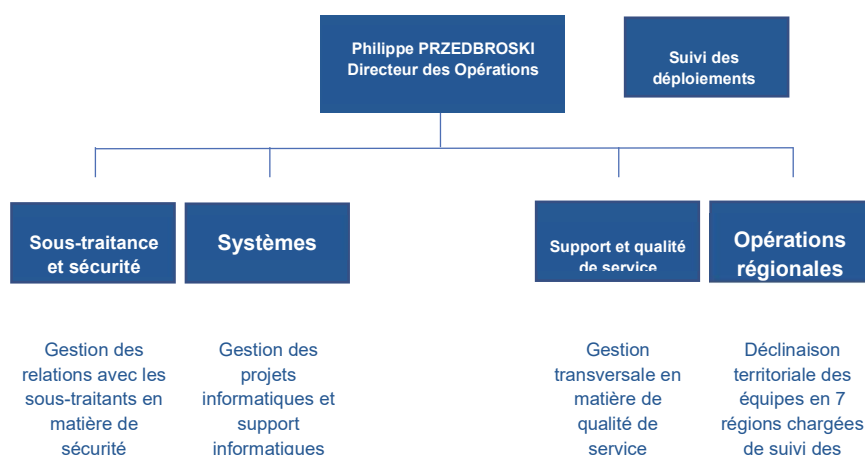 Philippe PRZEDBROSKI
Directeur des Opérations
Suivi des
déploiements
Sous-traitance
et sécurité
Systèmes
Support et qualité
de service
Opérations
régionales
Gestion des
relations avec les
sous-traitants en
matière de
sécurité
Gestion des
projets
informatiques et
support
informatiques
Gestion
transversale en
matière de
qualité de
service
Déclinaison
territoriale des
équipes en 7
régions chargées
de suivi des